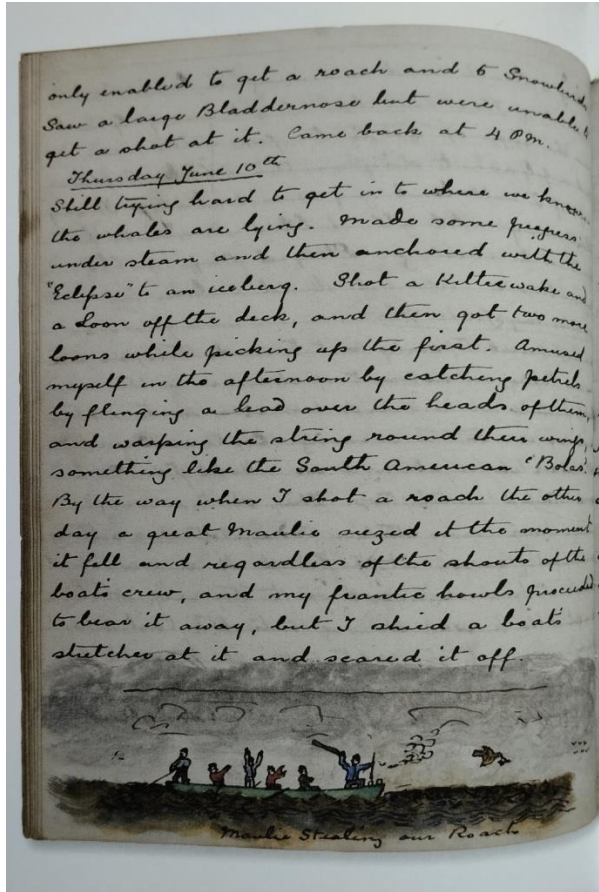 only enabled to get a roach and 6 Snowbirds
Saw a large Bladdernose but were unable to
get a shot at it. Came back at 4 PM.
Thursday June 10th
Still trying hard to get in to where we know
the whales are lying. Made some progress
under steam and then anchored with the
"Eclipse" to an iceberg. Shot a Kittiewake and
a Loon off the deck, and then got two more
loons while picking up the first. Amused
myself in the afternoon by catching petrels
by flinging a lead over the heads of them,
and warping the string round their wings,
something like the South American "Bolas".
By the way when I shot a roach the other
day a great Maulie siezed it the moment
it fell and regardless of the shouts of the
boats crew, and my frantic howls proceeded
to bear it away, but I shied a boats
stretcher at it and scared it off.
Maulie Stealing our Roach